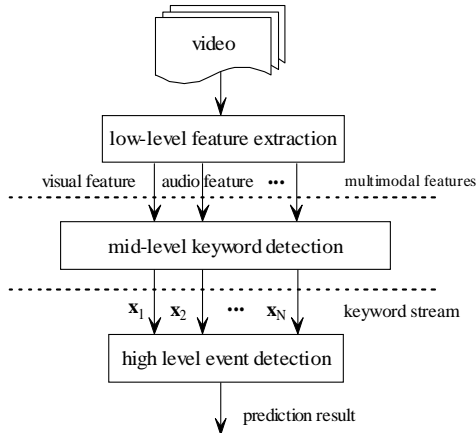 video
low-level feature extraction
visual feature audio feature ... multimodal features
mid-level keyword detection
x1 x2 ... xN keyword stream
high level event detection
prediction result